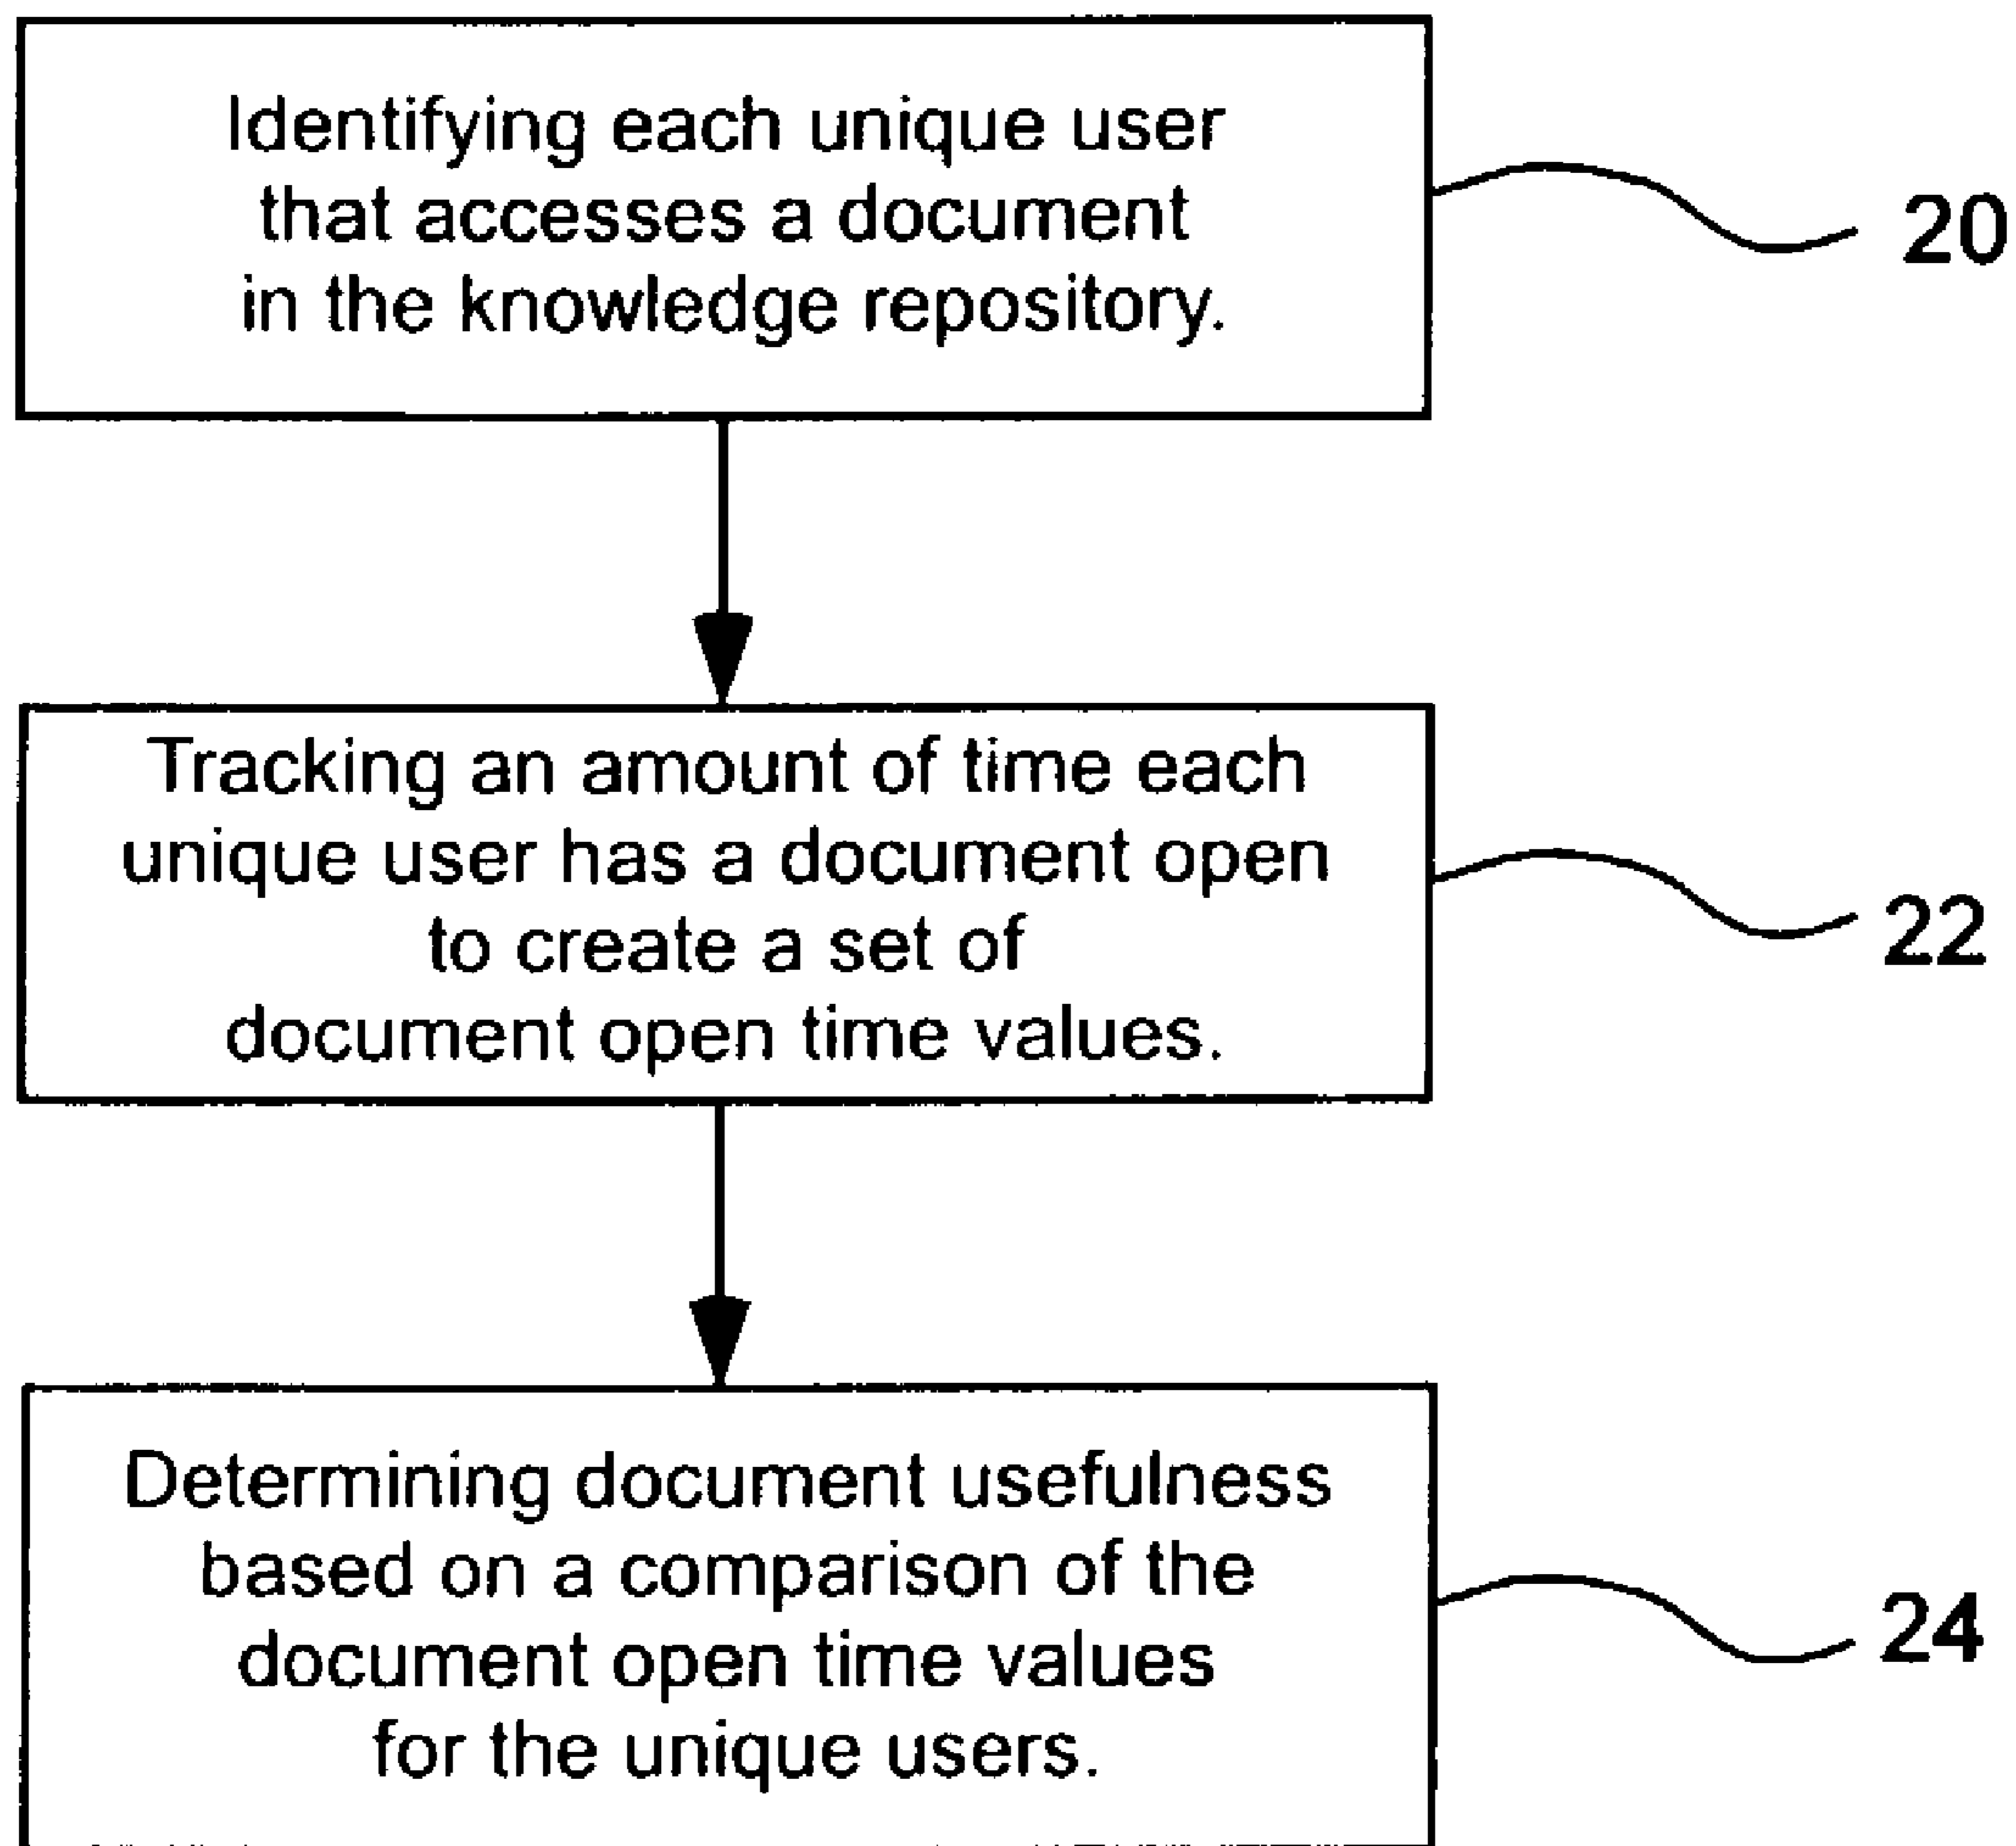 Identifying each unique user
that accesses a document
in the knowledge repository.
20
Tracking an amount of time each
unique user has a document open
to create a set of
document open time values.
22
Determining document usefulness
based on a comparison of the
document open time values
for the unique users.
24